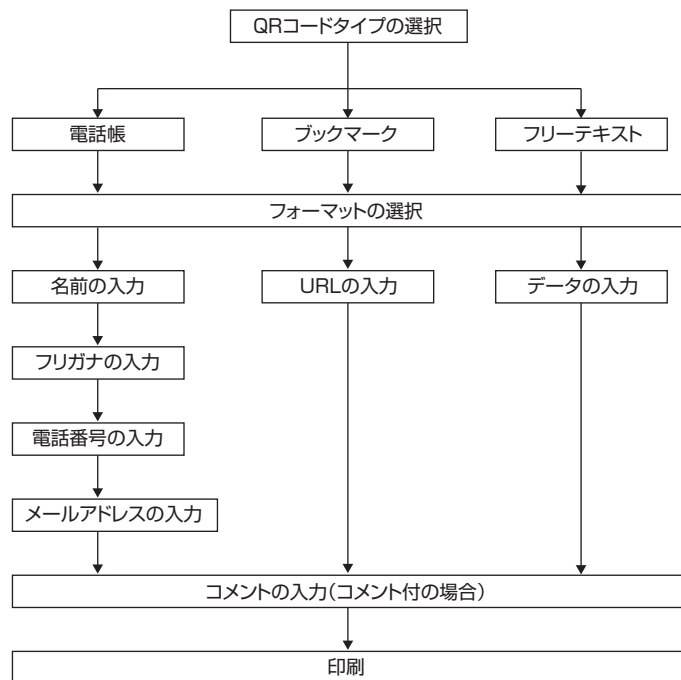 QRコードタイプの選択
電話帳
ブックマーク
フリーテキスト
フォーマットの選択
名前の入力
URLの入力
データの入力
フリガナの入力
電話番号の入力
メールアドレスの入力
コメントの入力(コメント付の場合)
印刷